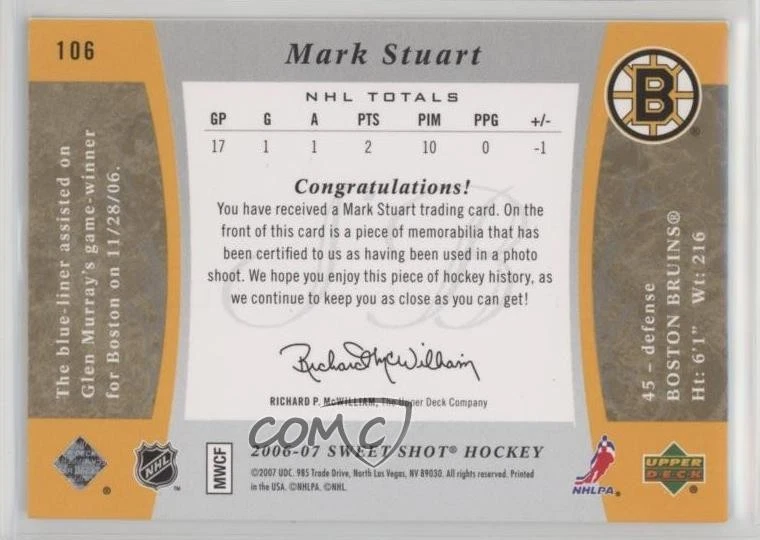 106
Mark Stuart
B
®
NHL TOTALS
GP G A PTS PIM PPG +/-
17 1 1 2 10 0 -1
Congratulations!
You have received a Mark Stuart trading card. On the
front of this card is a piece of memorabilia that has
been certified to us as having been used in a photo
shoot. We hope you enjoy this piece of hockey history, as
we continue to keep you as close as you can get!
Richard McWilliam
RICHARD P. McWILLIAM, The Upper Deck Company
The blue-liner assisted on
Glen Murray's game-winner
for Boston on 11/28/06.
45 – defense
BOSTON BRUINS®
Ht: 6'1" Wt: 216
COMC
2006-07 SWEET SHOT® HOCKEY
©2007 UDC. 985 Trade Drive, North Las Vegas, NV 89030. All rights reserved. Printed
in the USA. ©NHLPA. ©NHL.
MWCF
NHL
™
NHLPA®
UPPER
DECK
®